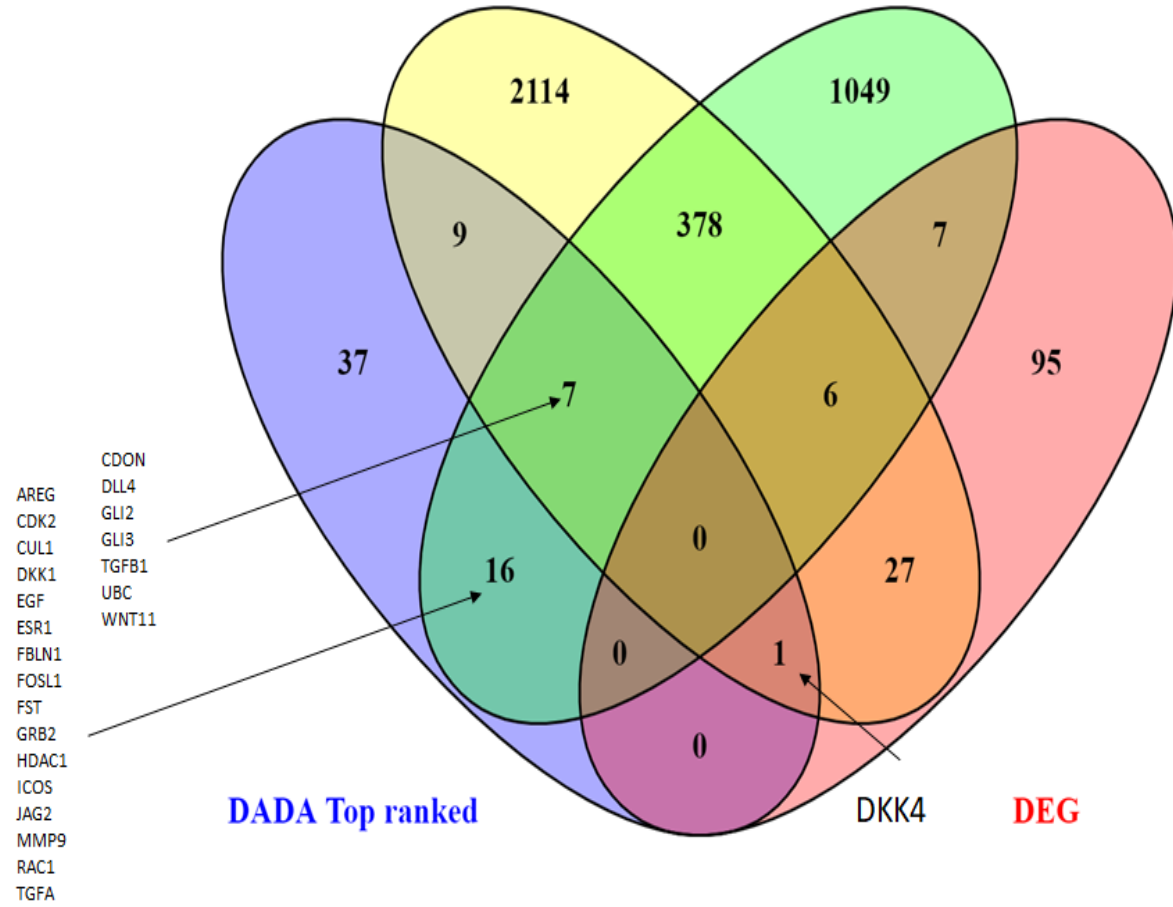 2114
1049
9
378
7
37
7
6
95
CDON
DLL4
GLI2
GLI3
TGFB1
UBC
WNT11
AREG
CDK2
CUL1
DKK1
EGF
ESR1
FBLN1
FOSL1
FST
GRB2
HDAC1
ICOS
JAG2
MMP9
RAC1
TGFA
16
0
27
0
1
0
DADA Top ranked
DKK4
DEG